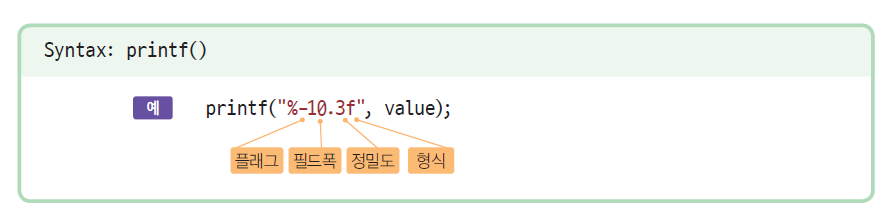 Syntax: printf()
예 printf("%-10.3f", value);
플래그 필드폭 정밀도 형식